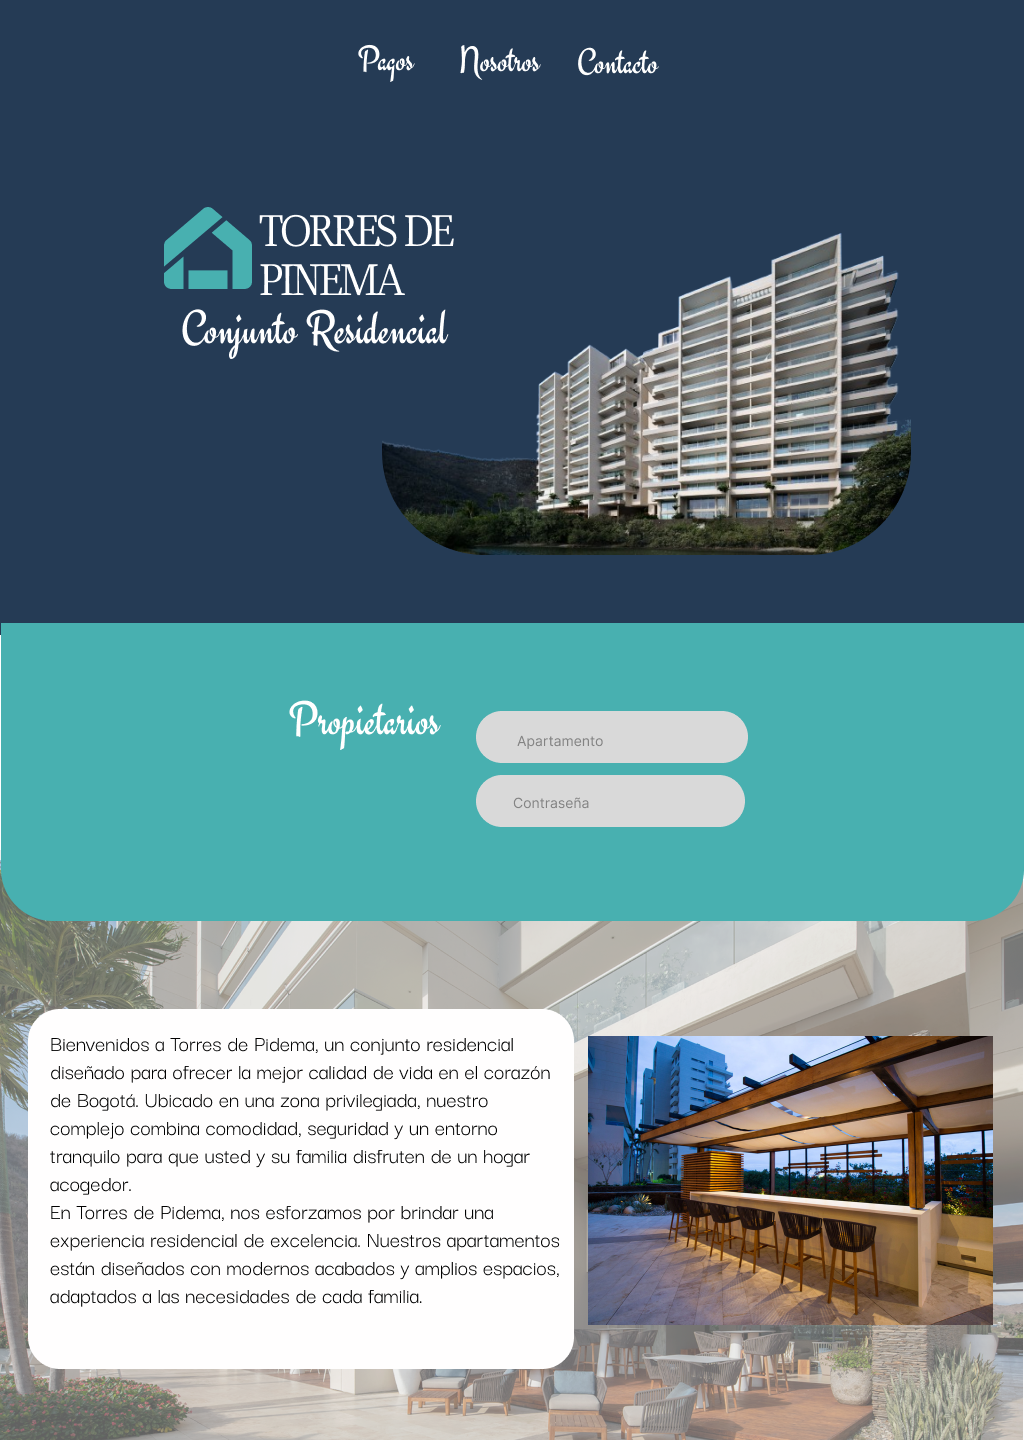 Pagos Nosotros Contacto
TORRES DE
PINEMA
Conjunto Residencial
Propietarios
Apartamento
Contraseña
Bienvenidos a Torres de Pidema, un conjunto residencial
diseñado para ofrecer la mejor calidad de vida en el corazón
de Bogotá. Ubicado en una zona privilegiada, nuestro
complejo combina comodidad, seguridad y un entorno
tranquilo para que usted y su familia disfruten de un hogar
acogedor.
En Torres de Pidema, nos esforzamos por brindar una
experiencia residencial de excelencia. Nuestros apartamentos
están diseñados con modernos acabados y amplios espacios,
adaptados a las necesidades de cada familia.